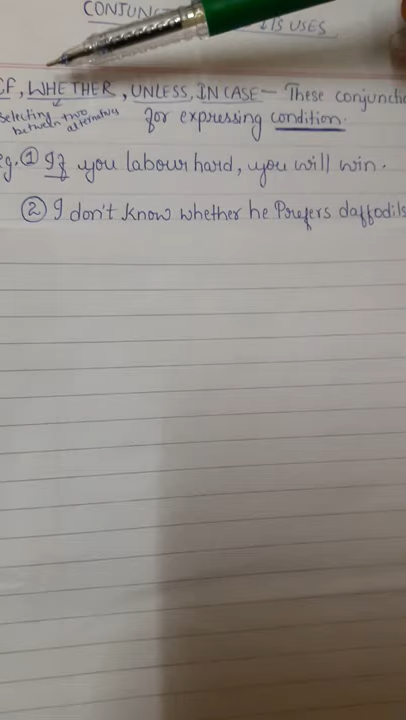 CONJUNC ITS USES
IF, WHETHER, UNLESS, IN CASE - These conjunctio
selecting between two alternatives
for expressing condition.
eg. ① If you labour hard, you will win.
② I don't know whether he Prefers daffodils